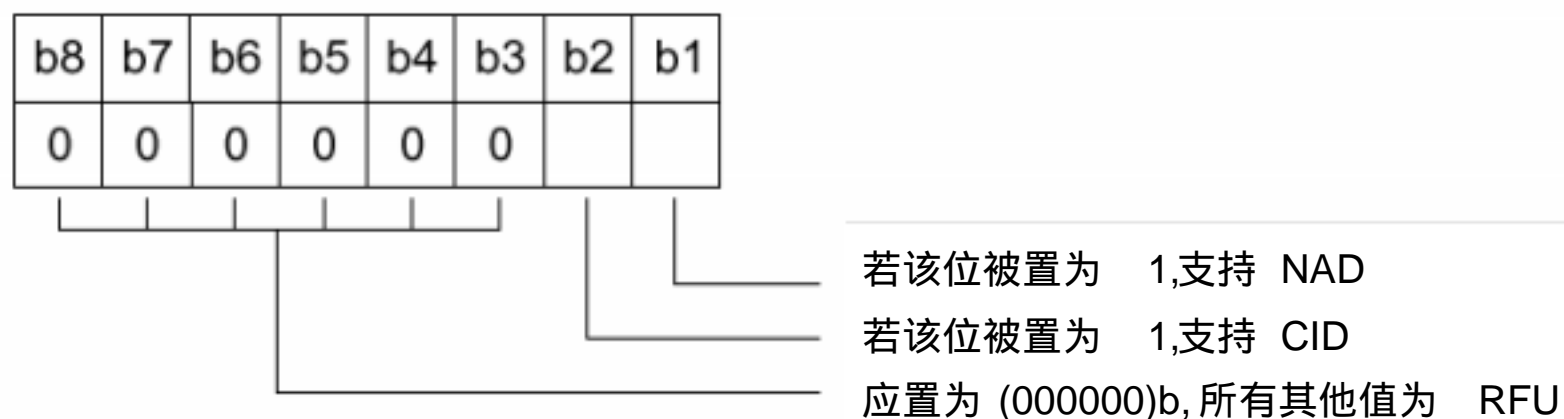 b8 b7 b6 b5 b4 b3 b2 b1
0 0 0 0 0 0
若该位被置为 1,支持 NAD
若该位被置为 1,支持 CID
应置为 (000000)b,所有其他值为 RFU